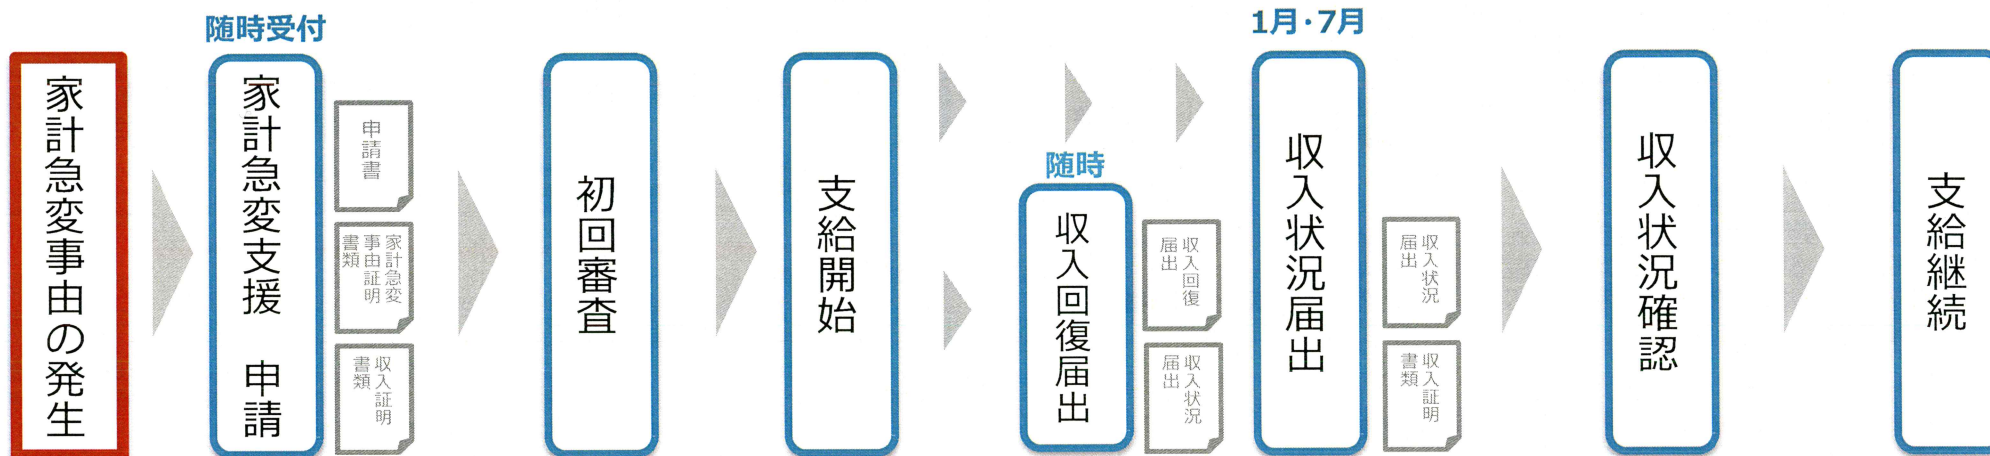 家計急変事由の発生
随時受付
家計急変支援　申請
申請書
家計急変
事由証明
書類
収入証明
書類
初回審査
支給開始
随時
収入回復届出
収入回復
届出
収入状況
届出
1月・7月
収入状況届出
収入状況
届出
収入証明
書類
収入状況確認
支給継続